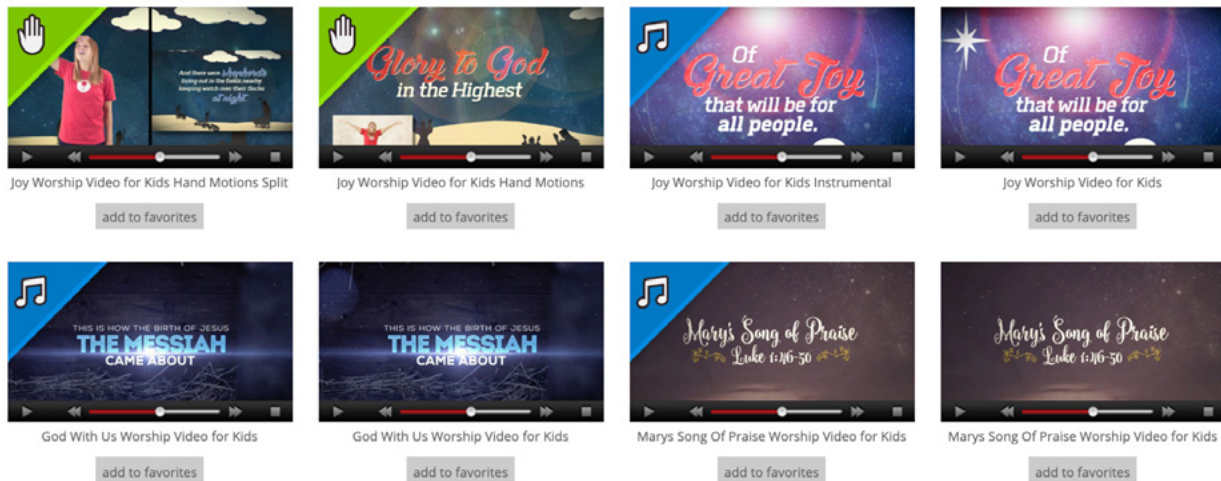 And there were shepherds
living out in the fields nearby
keeping watch over their flocks
at night.
Glory to God
in the Highest
Of
Great Joy
that will be for
all people.
Of
Great Joy
that will be for
all people.
Joy Worship Video for Kids Hand Motions Split
Joy Worship Video for Kids Hand Motions
Joy Worship Video for Kids Instrumental
Joy Worship Video for Kids
add to favorites
add to favorites
add to favorites
add to favorites
THIS IS HOW THE BIRTH OF JESUS
THE MESSIAH
CAME ABOUT
THIS IS HOW THE BIRTH OF JESUS
THE MESSIAH
CAME ABOUT
Mary's Song of Praise
Luke 1:46-50
Mary's Song of Praise
Luke 1:46-50
God With Us Worship Video for Kids
God With Us Worship Video for Kids
Marys Song Of Praise Worship Video for Kids
Marys Song Of Praise Worship Video for Kids
add to favorites
add to favorites
add to favorites
add to favorites